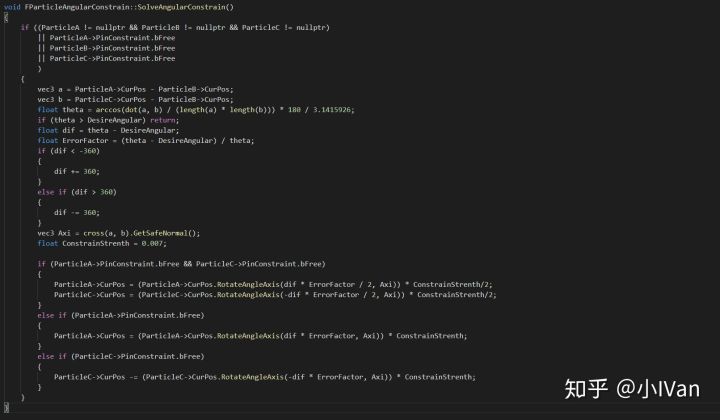 void FParticleAngularConstrain::SolveAngularConstrain()
{
if ((ParticleA != nullptr && ParticleB != nullptr && ParticleC != nullptr)
|| ParticleA->PinConstraint.bFree
|| ParticleB->PinConstraint.bFree
|| ParticleC->PinConstraint.bFree
)
{
vec3 a = ParticleA->CurPos - ParticleB->CurPos;
vec3 b = ParticleC->CurPos - ParticleB->CurPos;
float theta = arccos(dot(a, b) / (length(a) * length(b))) * 180 / 3.1415926;
if (theta > DesireAngular) return;
float dif = theta - DesireAngular;
float ErrorFactor = (theta - DesireAngular) / theta;
if (dif < -360)
{
dif += 360;
}
else if (dif > 360)
{
dif -= 360;
}
vec3 Axi = cross(a, b).GetSafeNormal();
float ConstrainStrenth = 0.007;
if (ParticleA->PinConstraint.bFree && ParticleC->PinConstraint.bFree)
{
ParticleA->CurPos = (ParticleA->CurPos.RotateAngleAxis(dif * ErrorFactor / 2, Axi)) * ConstrainStrenth/2;
ParticleC->CurPos = (ParticleC->CurPos.RotateAngleAxis(-dif * ErrorFactor / 2, Axi)) * ConstrainStrenth/2;
}
else if (ParticleA->PinConstraint.bFree)
{
ParticleA->CurPos = (ParticleA->CurPos.RotateAngleAxis(dif * ErrorFactor, Axi)) * ConstrainStrenth;
}
else if (ParticleC->PinConstraint.bFree)
{
ParticleC->CurPos -= (ParticleC->CurPos.RotateAngleAxis(-dif * ErrorFactor, Axi)) * ConstrainStrenth;
}
}
}
知乎 @小IVan